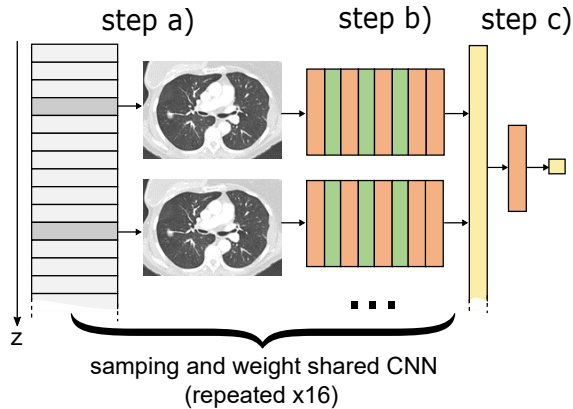 step a)
step b)
step c)
z
samping and weight shared CNN
(repeated x16)